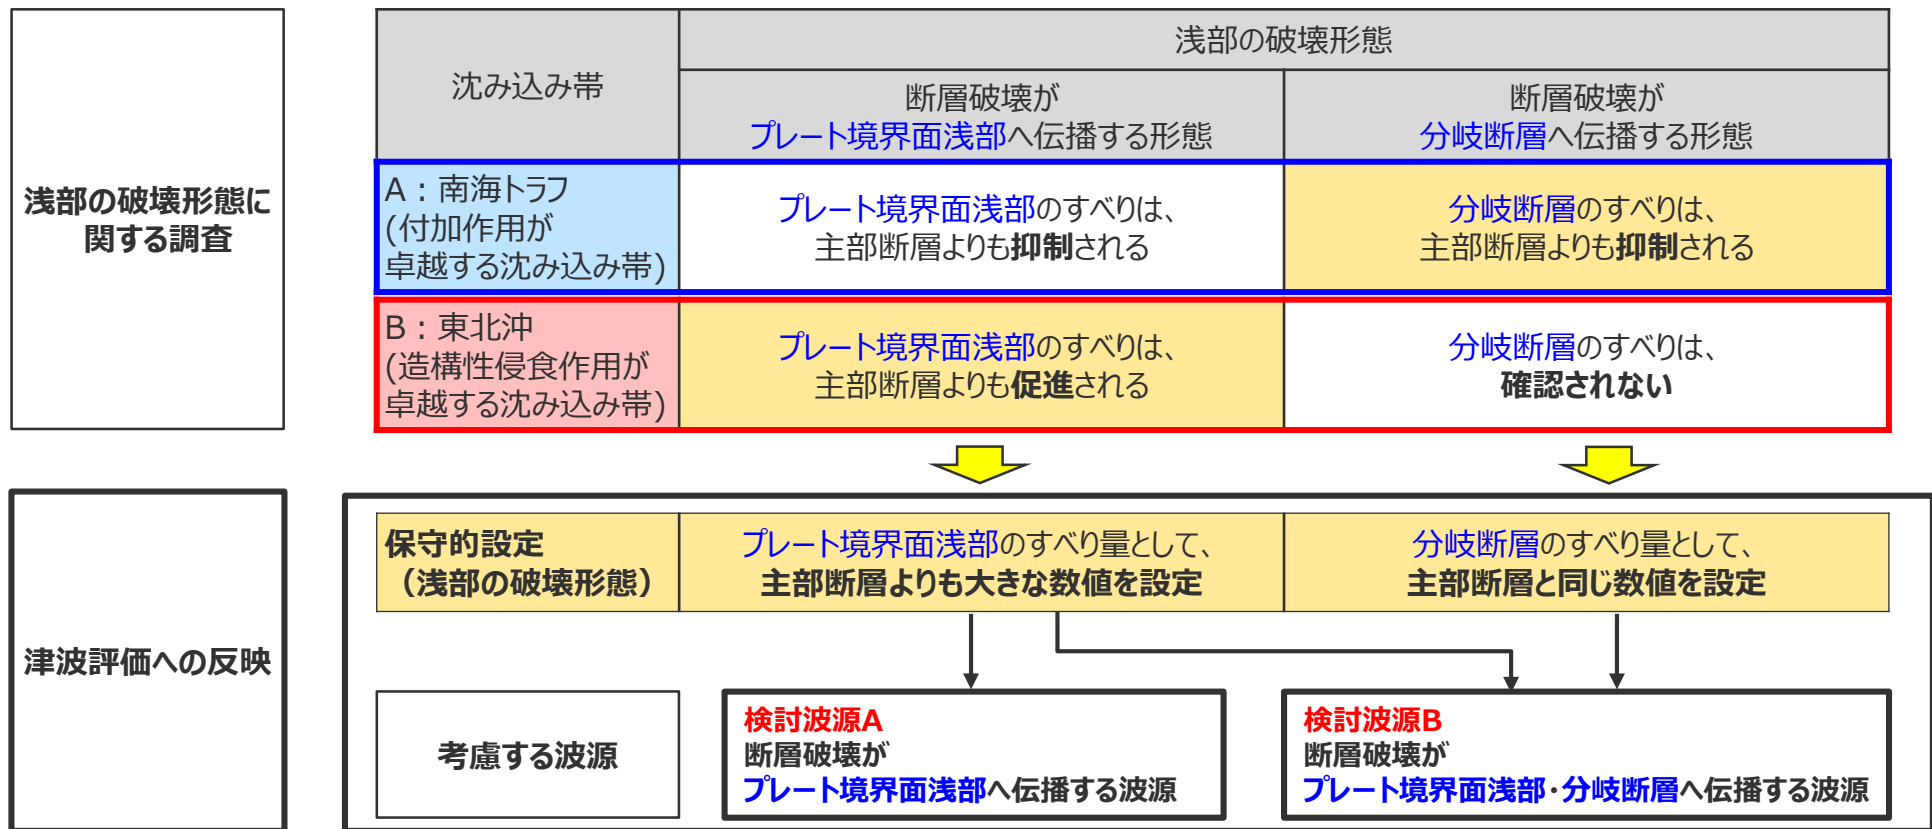 浅部の破壊形態に
関する調査
沈み込み帯
浅部の破壊形態
断層破壊が
プレート境界面浅部へ伝播する形態
断層破壊が
分岐断層へ伝播する形態
A：南海トラフ
(付加作用が
卓越する沈み込み帯)
プレート境界面浅部のすべりは、
主部断層よりも抑制される
分岐断層のすべりは、
主部断層よりも抑制される
B：東北沖
(造構性侵食作用が
卓越する沈み込み帯)
プレート境界面浅部のすべりは、
主部断層よりも促進される
分岐断層のすべりは、
確認されない
津波評価への反映
保守的設定
（浅部の破壊形態）
プレート境界面浅部のすべり量として、
主部断層よりも大きな数値を設定
分岐断層のすべり量として、
主部断層と同じ数値を設定
考慮する波源
検討波源A
断層破壊が
プレート境界面浅部へ伝播する波源
検討波源B
断層破壊が
プレート境界面浅部・分岐断層へ伝播する波源